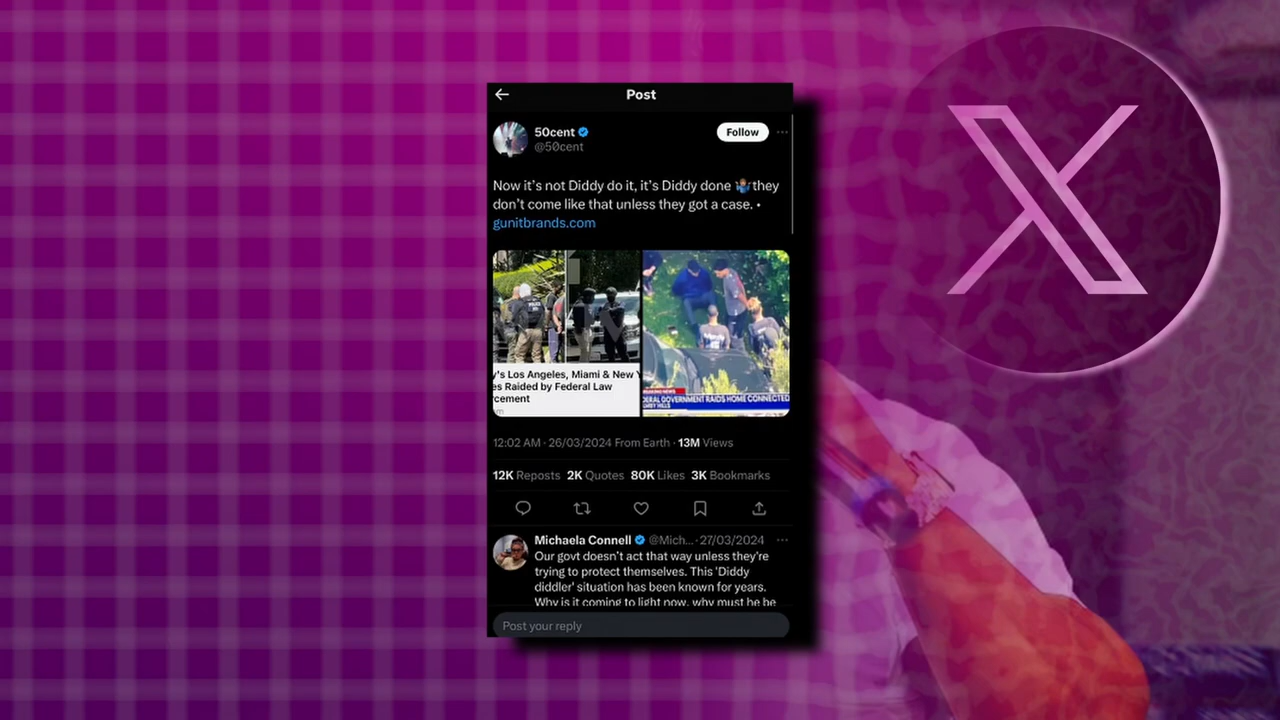 Post
50cent
Follow
@50cent
Now it's not Diddy do it, it's Diddy done 🤷🏽‍♂️they
don't come like that unless they got a case. •
gunitbrands.com
y's Los Angeles, Miami & New Y
es Raided by Federal Law
rcement
BREAKING NEWS
DERAL GOVERNMENT RAIDS HOME CONNECTED
12:02 AM · 26/03/2024 From Earth · 13M Views
12K Reposts 2K Quotes 80K Likes 3K Bookmarks
Michaela Connell @Mich... · 27/03/2024
Our govt doesn't act that way unless they're
trying to protect themselves. This 'Diddy
diddler' situation has been known for years.
Why is it coming to light now, why must he be
Post your reply